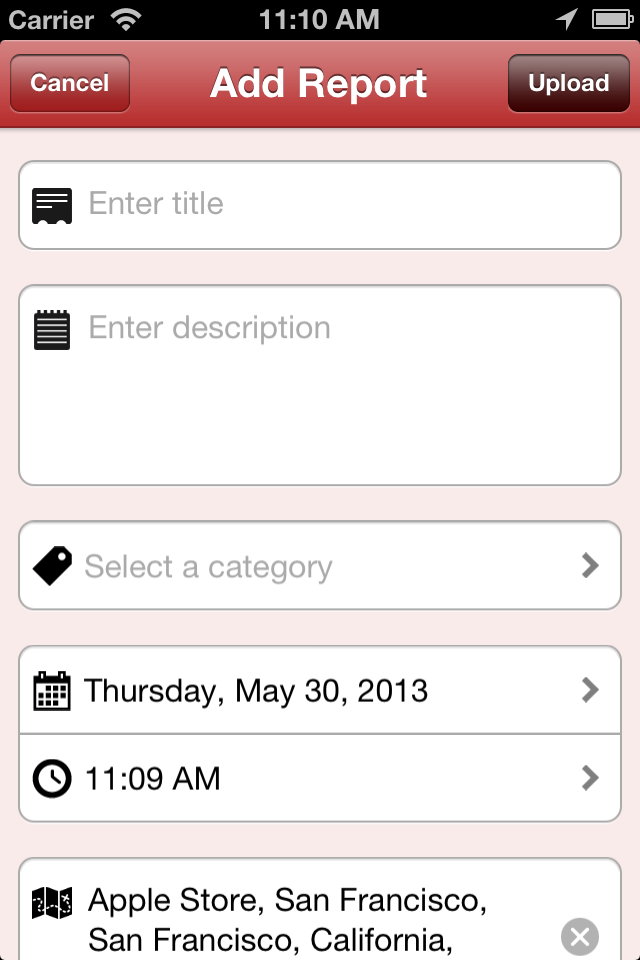 Carrier 11:10 AM
Cancel Add Report Upload
Enter title
Enter description
Select a category
Thursday, May 30, 2013
11:09 AM
Apple Store, San Francisco,
San Francisco, California,